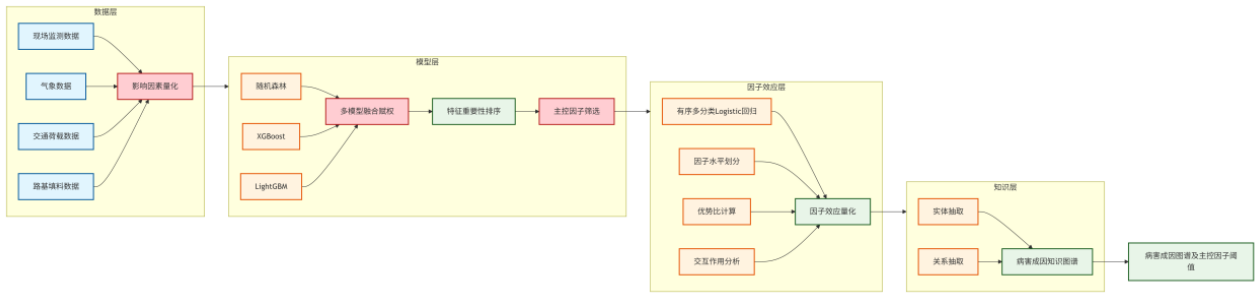 数据层
现场监测数据
气象数据
交通荷载数据
路基填料数据
影响因素量化
模型层
随机森林
XGBoost
LightGBM
多模型融合赋权
特征重要性排序
主控因子筛选
因子效应层
有序多分类Logistic回归
因子水平划分
优势比计算
交互作用分析
因子效应量化
知识层
实体抽取
关系抽取
病害成因知识图谱
病害成因图谱及主控因子阈
值